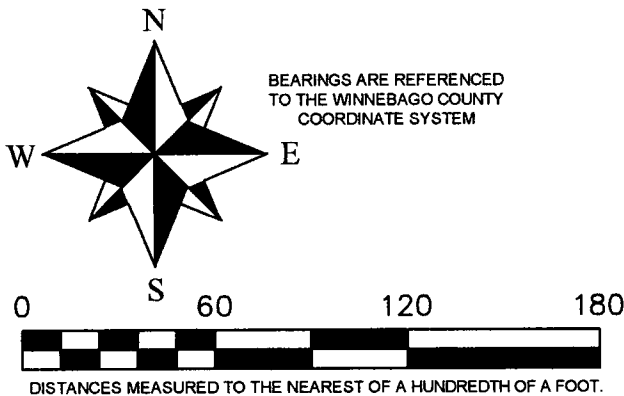 N
BEARINGS ARE REFERENCED
TO THE WINNEBAGO COUNTY
COORDINATE SYSTEM
W
E
S
0 60 120 180
DISTANCES MEASURED TO THE NEAREST OF A HUNDREDTH OF A FOOT.